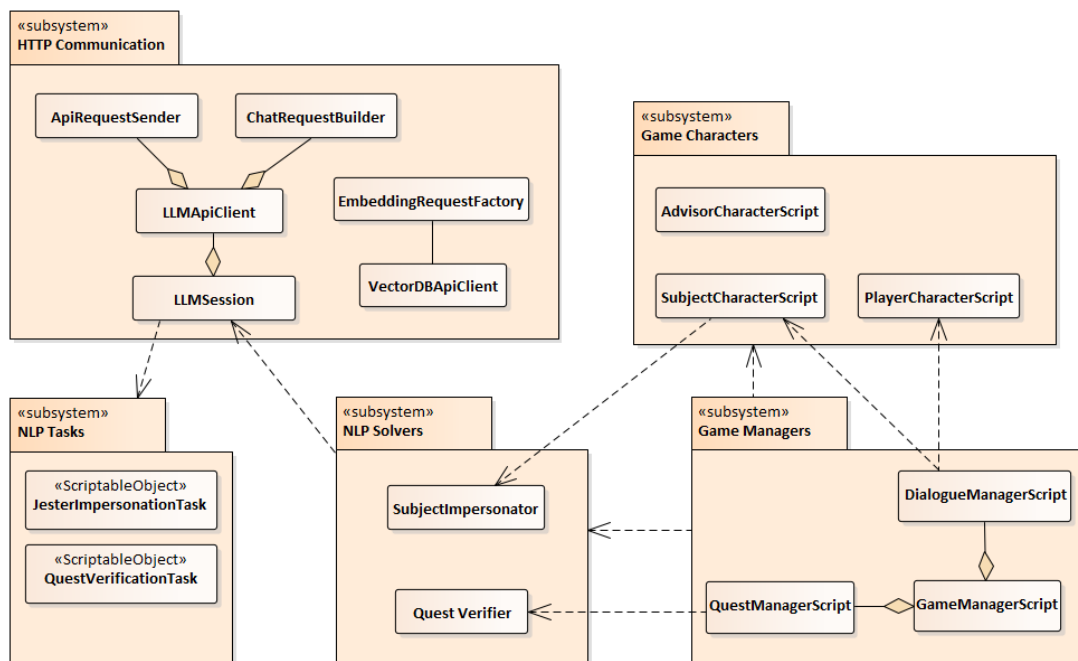 «subsystem»
HTTP Communication
ApiRequestSender
ChatRequestBuilder
LLMApiClient
EmbeddingRequestFactory
LLMSession
VectorDBApiClient
«subsystem»
Game Characters
AdvisorCharacterScript
SubjectCharacterScript
PlayerCharacterScript
«subsystem»
NLP Tasks
«ScriptableObject»
JesterImpersonationTask
«ScriptableObject»
QuestVerificationTask
«subsystem»
NLP Solvers
SubjectImpersonator
Quest Verifier
«subsystem»
Game Managers
DialogueManagerScript
QuestManagerScript
GameManagerScript